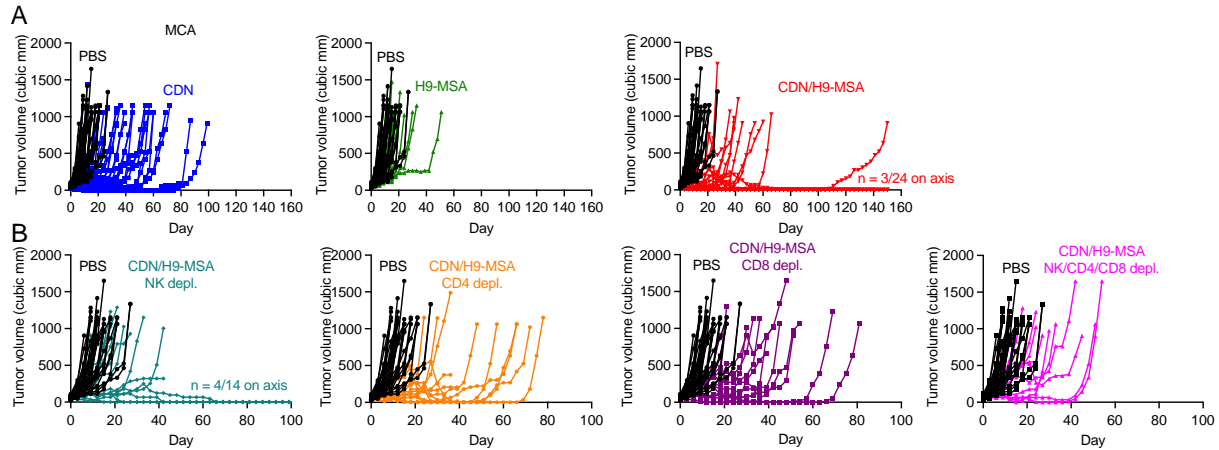 A
MCA
Tumor volume (cubic mm)
2000
1500
1000
500
0
PBS
CDN
0 20 40 60 80 100 120 140 160
Day
Tumor volume (cubic mm)
2000
1500
1000
500
0
PBS
H9-MSA
0 20 40 60 80 100 120 140 160
Day
Tumor volume (cubic mm)
2000
1500
1000
500
0
PBS
CDN/H9-MSA
n = 3/24 on axis
0 20 40 60 80 100 120 140 160
Day
B
Tumor volume (cubic mm)
2000
1500
1000
500
0
PBS
CDN/H9-MSA
NK depl.
n = 4/14 on axis
0 20 40 60 80 100
Day
Tumor volume (cubic mm)
2000
1500
1000
500
0
PBS
CDN/H9-MSA
CD4 depl.
0 20 40 60 80 100
Day
Tumor volume (cubic mm)
2000
1500
1000
500
0
PBS
CDN/H9-MSA
CD8 depl.
0 20 40 60 80 100
Day
Tumor volume (cubic mm)
2000
1500
1000
500
0
PBS
CDN/H9-MSA
NK/CD4/CD8 depl.
0 20 40 60 80 100
Day